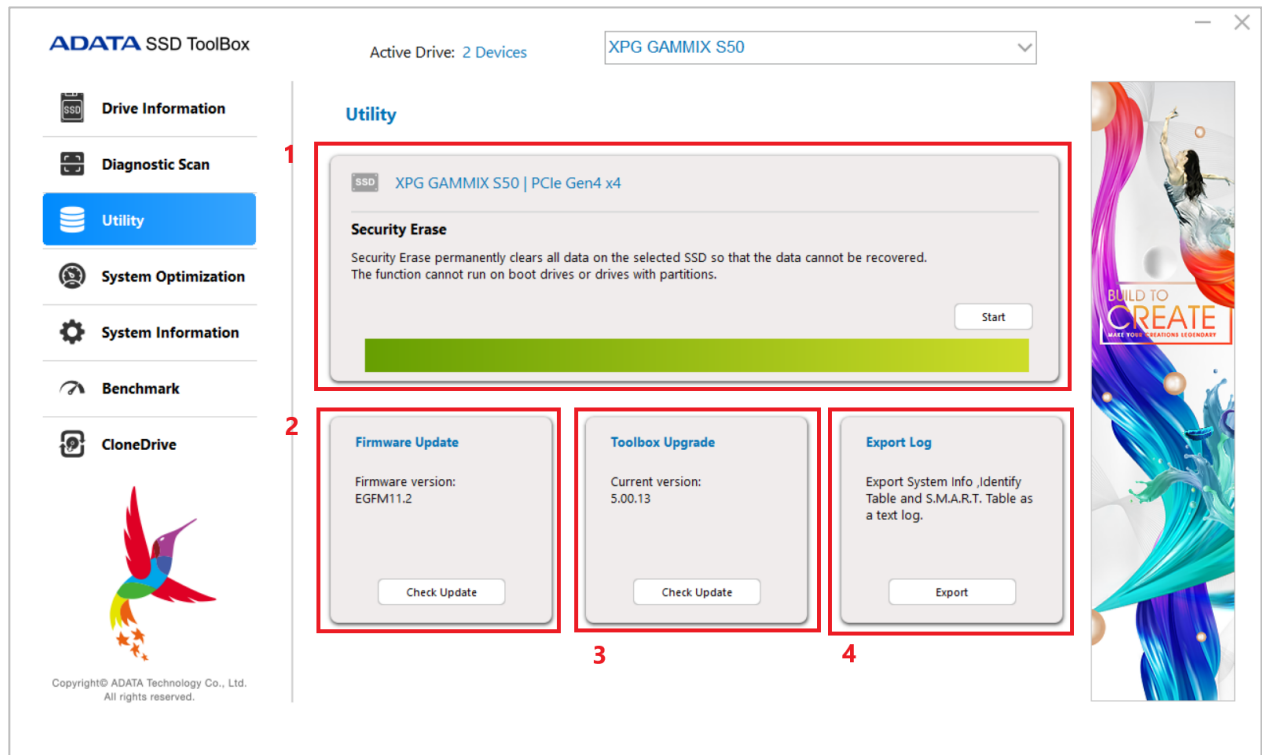 ADATA SSD ToolBox
Active Drive: 2 Devices
XPG GAMMIX S50
SSD
Drive Information
Diagnostic Scan
Utility
System Optimization
System Information
Benchmark
CloneDrive
Copyright© ADATA Technology Co., Ltd.
All rights reserved.
Utility
1
SSD
XPG GAMMIX S50 | PCIe Gen4 x4
Security Erase
Security Erase permanently clears all data on the selected SSD so that the data cannot be recovered.
The function cannot run on boot drives or drives with partitions.
Start
2
Firmware Update
Firmware version:
EGFM11.2
Check Update
Toolbox Upgrade
Current version:
5.00.13
Check Update
3
Export Log
Export System Info ,Identify
Table and S.M.A.R.T. Table as
a text log.
Export
4
BUILD TO
CREATE
MAKE YOUR CREATIONS LEGENDARY